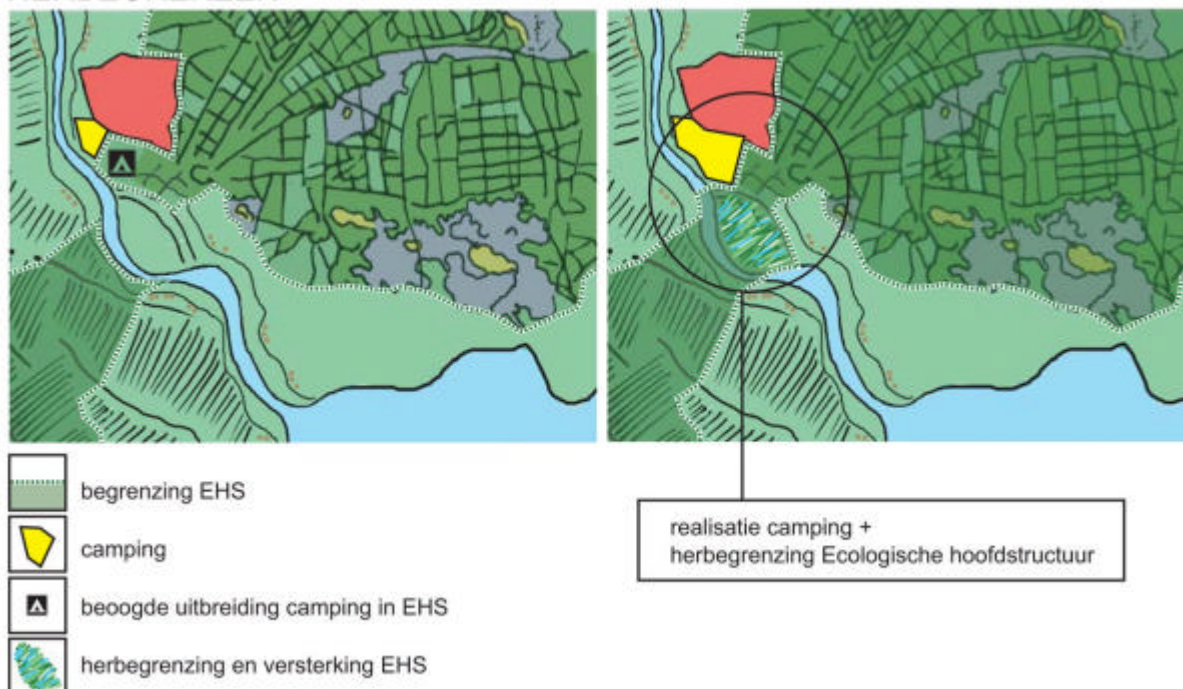 begrenzing EHS
camping
beoogde uitbreiding camping in EHS
herbegrenzing en versterking EHS
realisatie camping +
herbegrenzing Ecologische hoofdstructuur